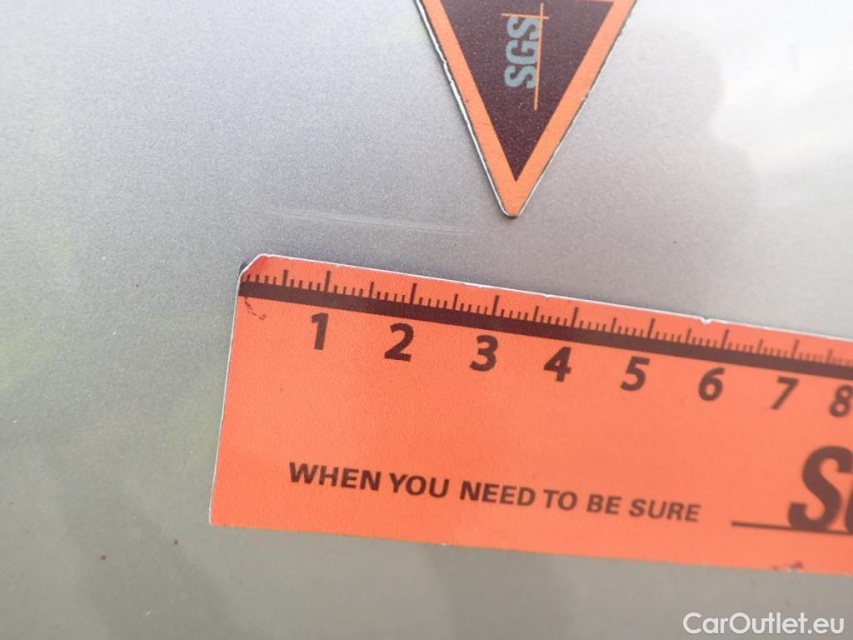 SGS
1 2 3 4 5 6 7 8
WHEN YOU NEED TO BE SURE
CarOutlet.eu